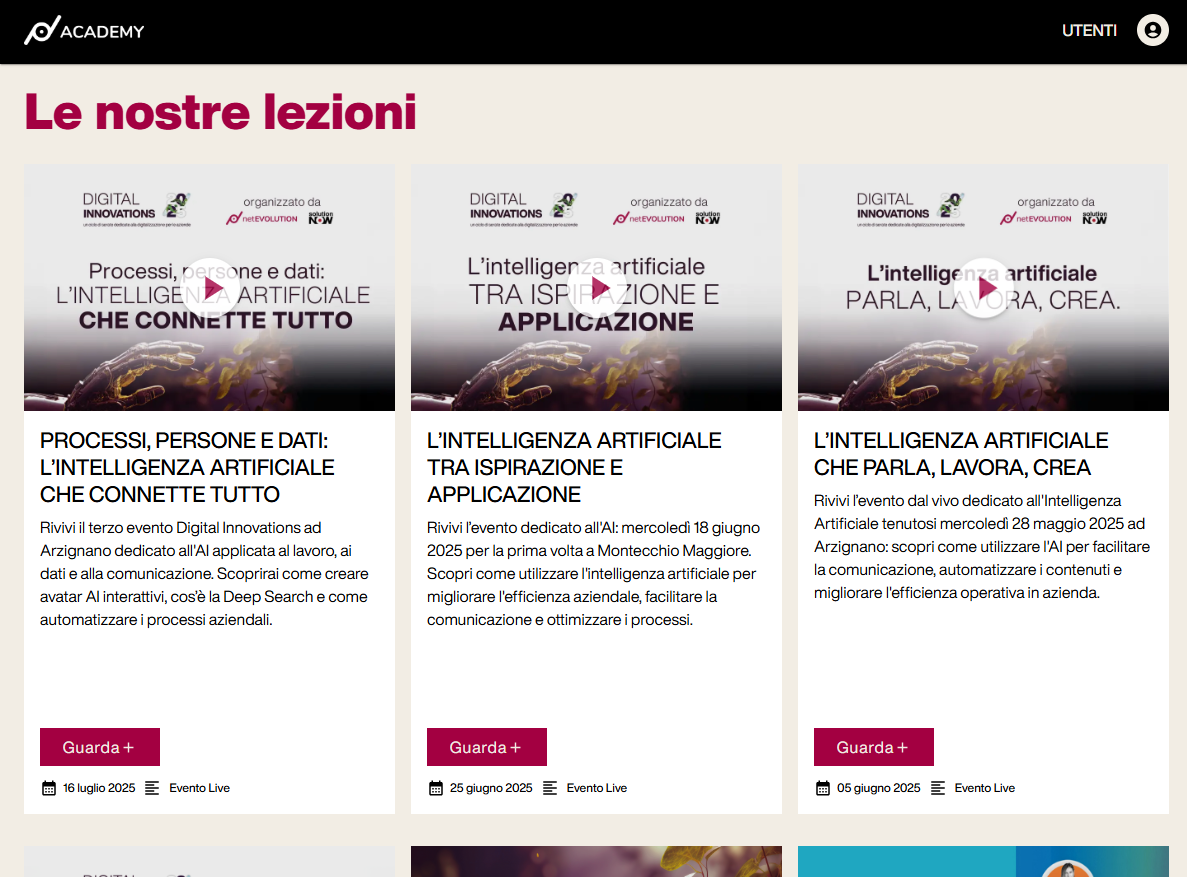 ACADEMY
UTENTI
Le nostre lezioni
DIGITAL
INNOVATIONS
organizzato da
netEVOLUTION
solution
NOW
Processi, persone e dati:
L'INTELLIGENZA ARTIFICIALE
CHE CONNETTE TUTTO
DIGITAL
INNOVATIONS
organizzato da
netEVOLUTION
solution
NOW
L'intelligenza artificiale
TRA ISPIRAZIONE E
APPLICAZIONE
DIGITAL
INNOVATIONS
organizzato da
netEVOLUTION
solution
NOW
L'intelligenza artificiale
PARLA, LAVORA, CREA.
PROCESSI, PERSONE E DATI:
L'INTELLIGENZA ARTIFICIALE
CHE CONNETTE TUTTO
Rivivi il terzo evento Digital Innovations ad
Arzignano dedicato all'AI applicata al lavoro, ai
dati e alla comunicazione. Scoprirai come creare
avatar AI interattivi, cos'è la Deep Search e come
automatizzare i processi aziendali.
Guarda +
16 luglio 2025 Evento Live
L'INTELLIGENZA ARTIFICIALE
TRA ISPIRAZIONE E
APPLICAZIONE
Rivivi l'evento dedicato all'AI: mercoledì 18 giugno
2025 per la prima volta a Montecchio Maggiore.
Scopri come utilizzare l'intelligenza artificiale per
migliorare l'efficienza aziendale, facilitare la
comunicazione e ottimizzare i processi.
Guarda +
25 giugno 2025 Evento Live
L'INTELLIGENZA ARTIFICIALE
CHE PARLA, LAVORA, CREA
Rivivi l'evento dal vivo dedicato all'Intelligenza
Artificiale tenutosi mercoledì 28 maggio 2025 ad
Arzignano: scopri come utilizzare l'AI per facilitare
la comunicazione, automatizzare i contenuti e
migliorare l'efficienza operativa in azienda.
Guarda +
05 giugno 2025 Evento Live